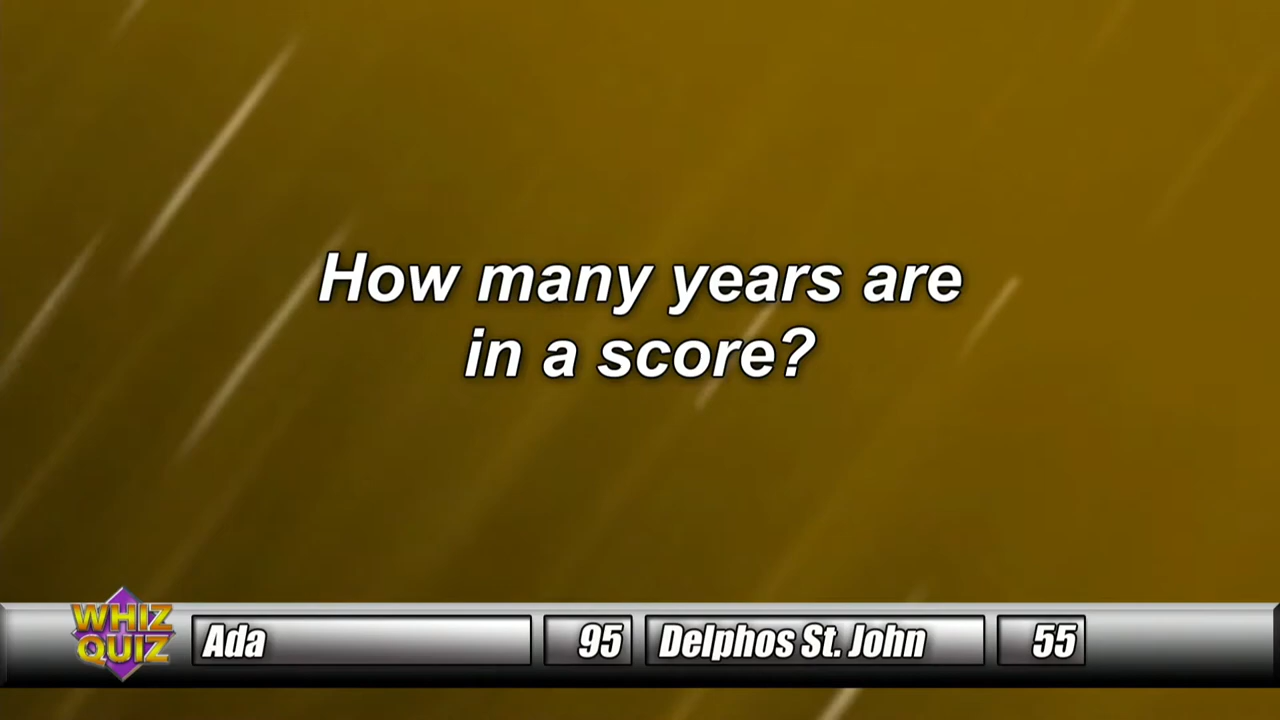 How many years are
in a score?
WHIZ
QUIZ
Ada
95
Delphos St. John
55